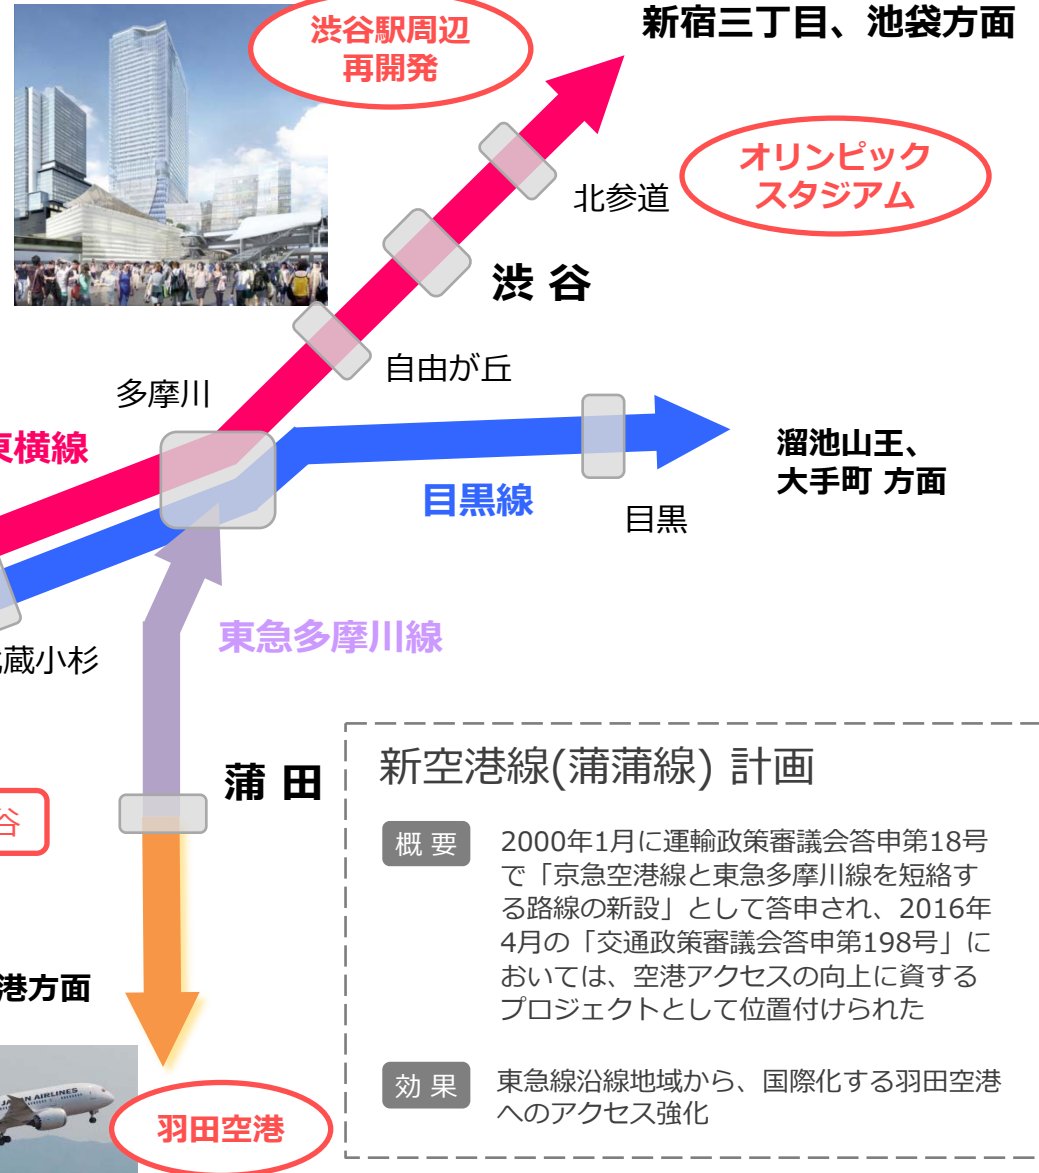 渋谷駅周辺
再開発
新宿三丁目、池袋方面
オリンピック
スタジアム
北参道
渋 谷
自由が丘
多摩川
東横線
目黒線
溜池山王、
大手町 方面
目黒
東急多摩川線
武蔵小杉
蒲 田
谷
新空港線(蒲蒲線) 計画
概 要
2000年1月に運輸政策審議会答申第18号
で「京急空港線と東急多摩川線を短絡す
る路線の新設」として答申され、2016年
4月の「交通政策審議会答申第198号」に
おいては、空港アクセスの向上に資する
プロジェクトとして位置付けられた
効 果
東急線沿線地域から、国際化する羽田空港
へのアクセス強化
港方面
JAPAN AIRLINES
羽田空港